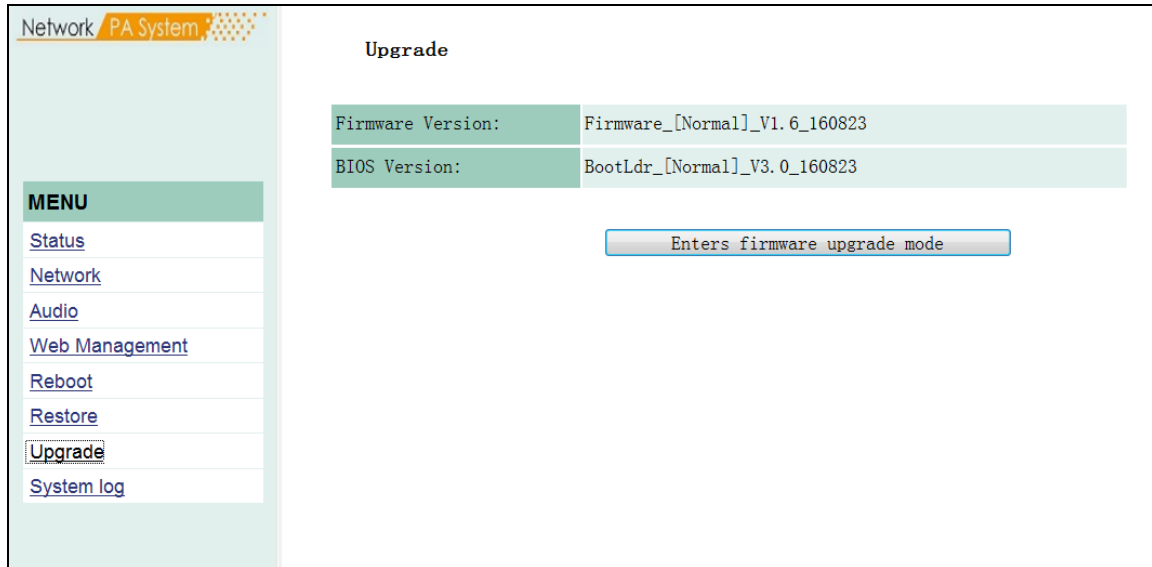 Network PA System
Upgrade
Firmware Version: Firmware_[Normal]_V1.6_160823
BIOS Version: BootLdr_[Normal]_V3.0_160823
Enters firmware upgrade mode
MENU
Status
Network
Audio
Web Management
Reboot
Restore
Upgrade
System log